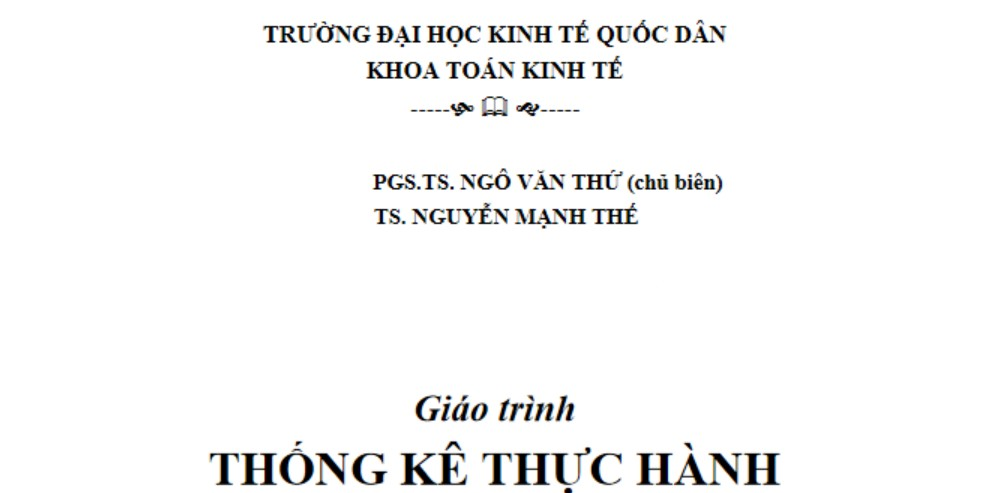 TRƯỜNG ĐẠI HỌC KINH TẾ QUỐC DÂN
KHOA TOÁN KINH TẾ
----------
PGS.TS. NGÔ VĂN THỨ (chủ biên)
TS. NGUYỄN MẠNH THẾ
Giáo trình
THỐNG KÊ THỰC HÀNH